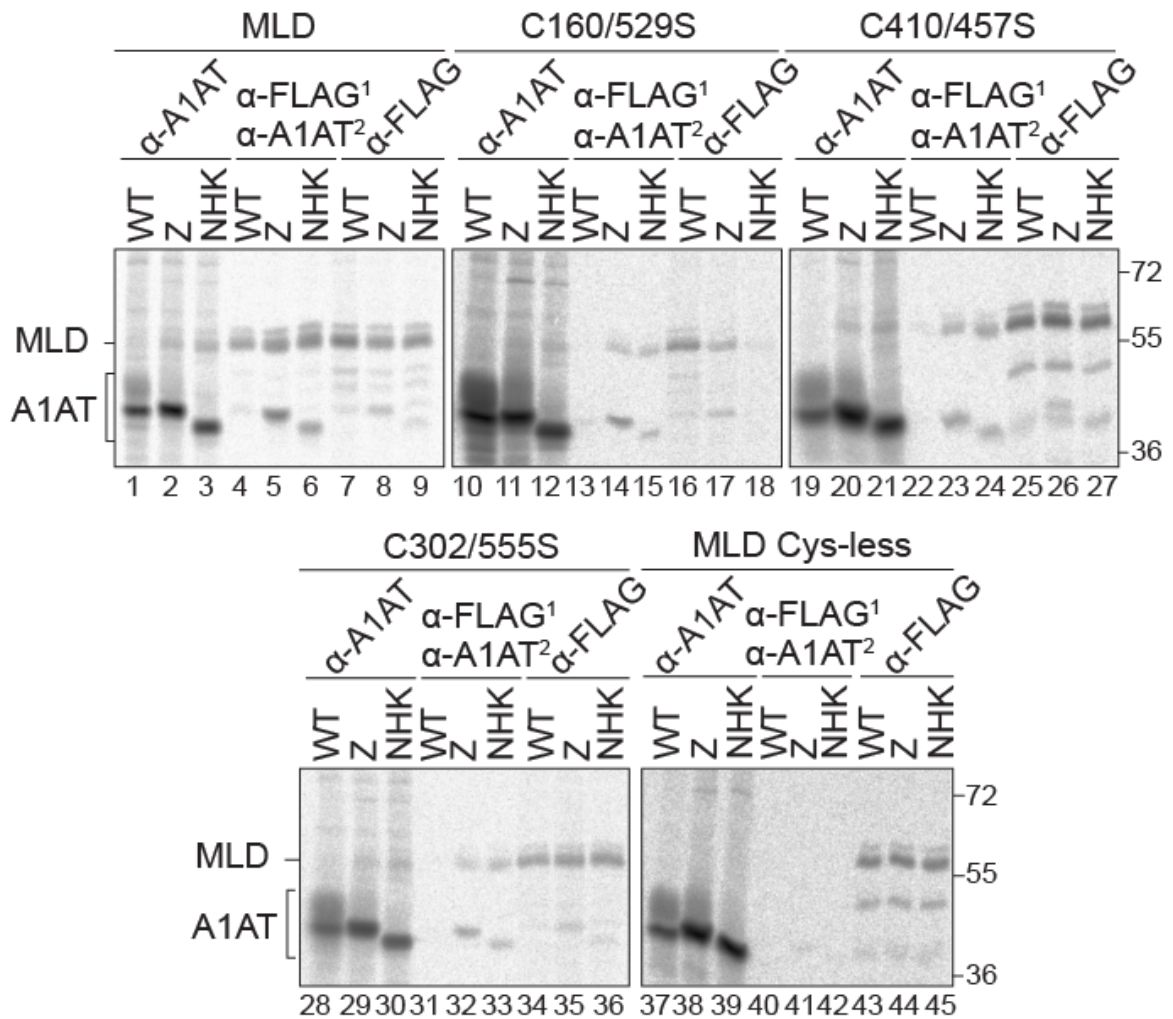 MLD C160/529S C410/457S
α-A1AT α-FLAG¹ α-A1AT² α-FLAG α-A1AT α-FLAG¹ α-A1AT² α-FLAG α-A1AT α-FLAG¹ α-A1AT² α-FLAG
WT Z NHK WT Z NHK WT Z NHK WT Z NHK WT Z NHK WT Z NHK WT Z NHK WT Z NHK WT Z NHK
-72
MLD -55
A1AT
-36
1 2 3 4 5 6 7 8 9 10 11 12 13 14 15 16 17 18 19 20 21 22 23 24 25 26 27
C302/555S MLD Cys-less
α-A1AT α-FLAG¹ α-A1AT² α-FLAG α-A1AT α-FLAG¹ α-A1AT² α-FLAG
WT Z NHK WT Z NHK WT Z NHK WT Z NHK WT Z NHK WT Z NHK
-72
MLD
-55
A1AT
-36
28 29 30 31 32 33 34 35 36 37 38 39 40 41 42 43 44 45